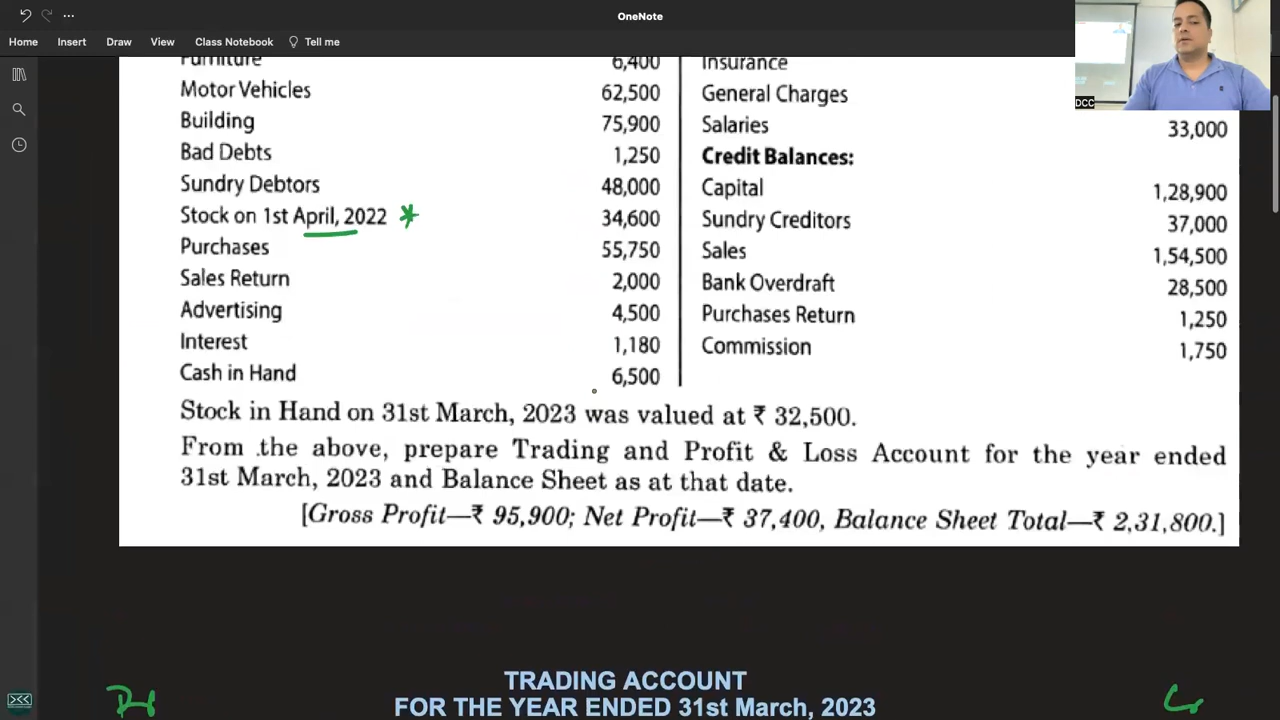 OneNote
Home Insert Draw View Class Notebook Tell me
DCC
Furniture 6,400
Motor Vehicles 62,500
Building 75,900
Bad Debts 1,250
Sundry Debtors 48,000
Stock on 1st April, 2022 * 34,600
Purchases 55,750
Sales Return 2,000
Advertising 4,500
Interest 1,180
Cash in Hand 6,500
Insurance
General Charges
Salaries 33,000
Credit Balances:
Capital 1,28,900
Sundry Creditors 37,000
Sales 1,54,500
Bank Overdraft 28,500
Purchases Return 1,250
Commission 1,750
Stock in Hand on 31st March, 2023 was valued at ₹ 32,500.
From the above, prepare Trading and Profit & Loss Account for the year ended
31st March, 2023 and Balance Sheet as at that date.
[Gross Profit—₹ 95,900; Net Profit—₹ 37,400, Balance Sheet Total—₹ 2,31,800.]
TRADING ACCOUNT
Dr Cr
FOR THE YEAR ENDED 31st March, 2023